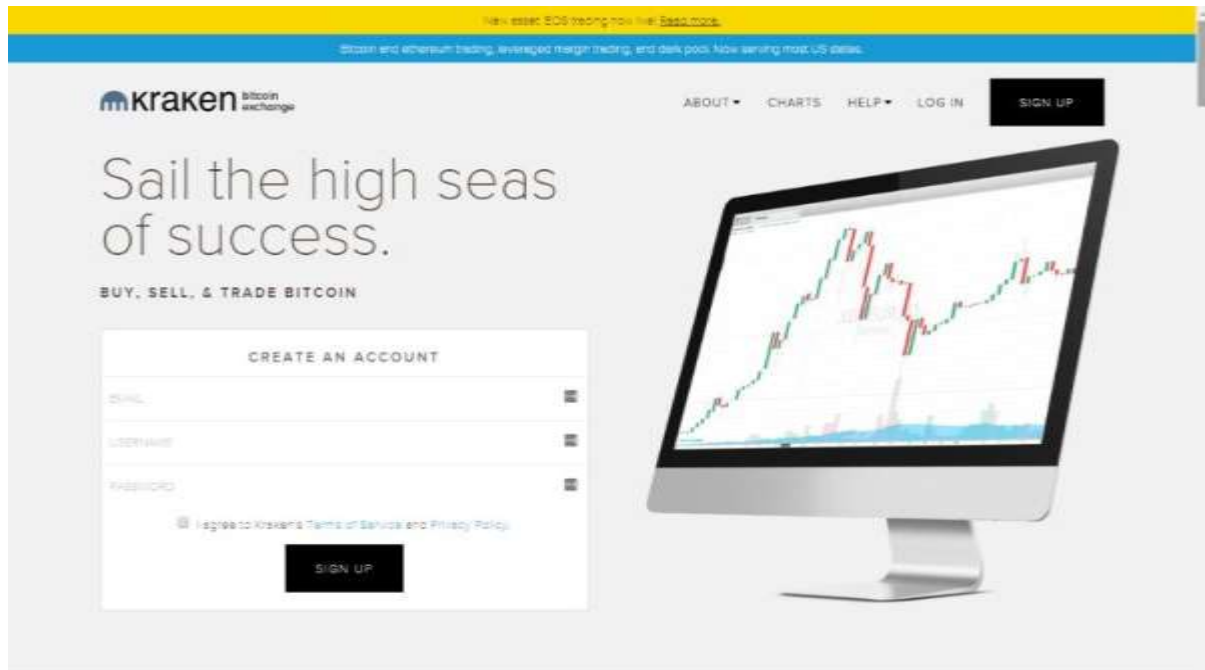 New asset: EOS trading now live! Read more.
Bitcoin and ethereum trading, leveraged margin trading, and dark pool. Now serving most US states.
kraken bitcoin exchange
ABOUT CHARTS HELP LOG IN SIGN UP
Sail the high seas
of success.
BUY, SELL, & TRADE BITCOIN
CREATE AN ACCOUNT
EMAIL
USERNAME
PASSWORD
I agree to Kraken's Terms of Service and Privacy Policy.
SIGN UP